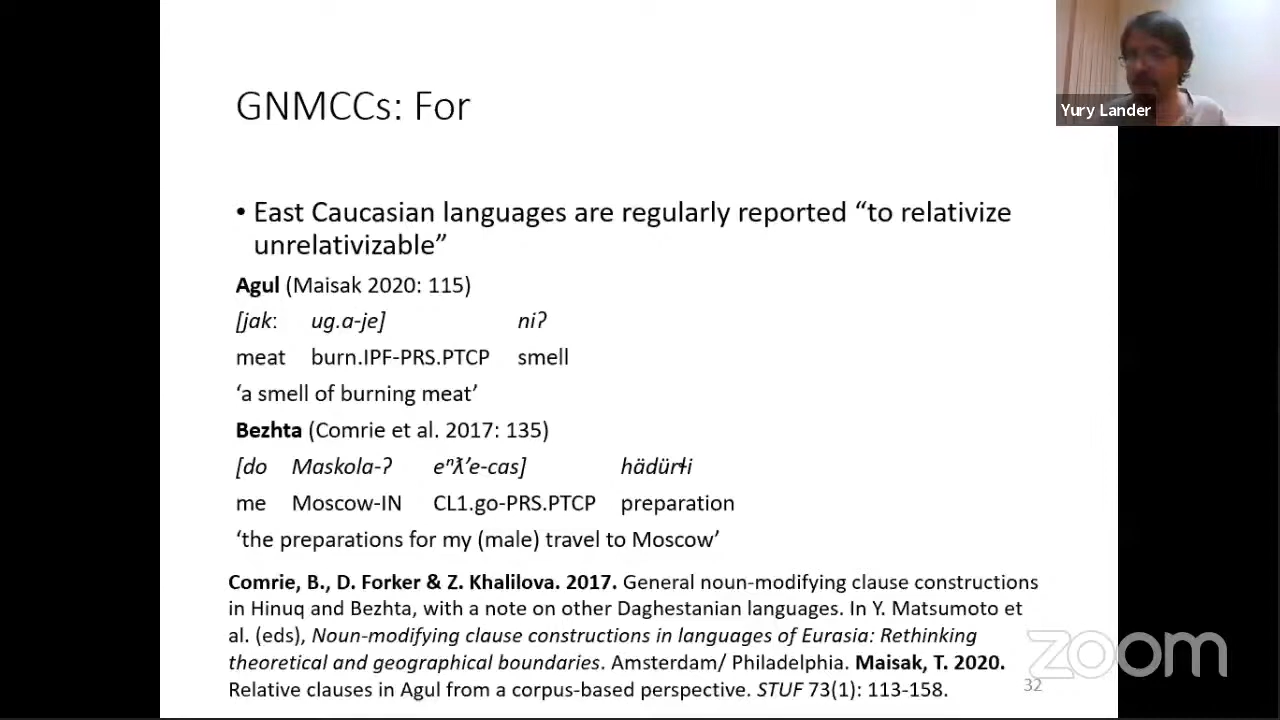 GNMCCs: For
Yury Lander
• East Caucasian languages are regularly reported “to relativize
unrelativizable”
Agul (Maisak 2020: 115)
[jak: ug.a-je] niʔ
meat burn.IPF-PRS.PTCP smell
‘a smell of burning meat’
Bezhta (Comrie et al. 2017: 135)
[do Maskola-ʔ eⁿƛ’e-cas] hädürɬi
me Moscow-IN CL1.go-PRS.PTCP preparation
‘the preparations for my (male) travel to Moscow’
Comrie, B., D. Forker & Z. Khalilova. 2017. General noun-modifying clause constructions
in Hinuq and Bezhta, with a note on other Daghestanian languages. In Y. Matsumoto et
al. (eds), Noun-modifying clause constructions in languages of Eurasia: Rethinking
theoretical and geographical boundaries. Amsterdam/ Philadelphia. Maisak, T. 2020.
Relative clauses in Agul from a corpus-based perspective. STUF 73(1): 113-158.
zoom
32